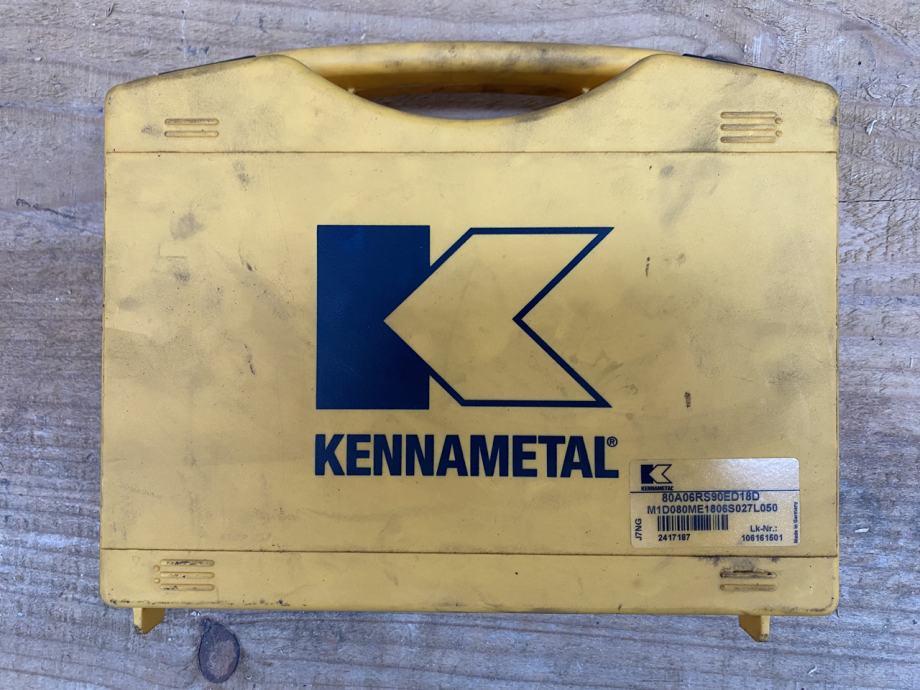 KENNAMETAL®
KENNAMETAL
80A06RS90ED18D
M1D080ME1806S027L050
J7NG
Lk-Nr.:
2417187
106161501
Made in Germany